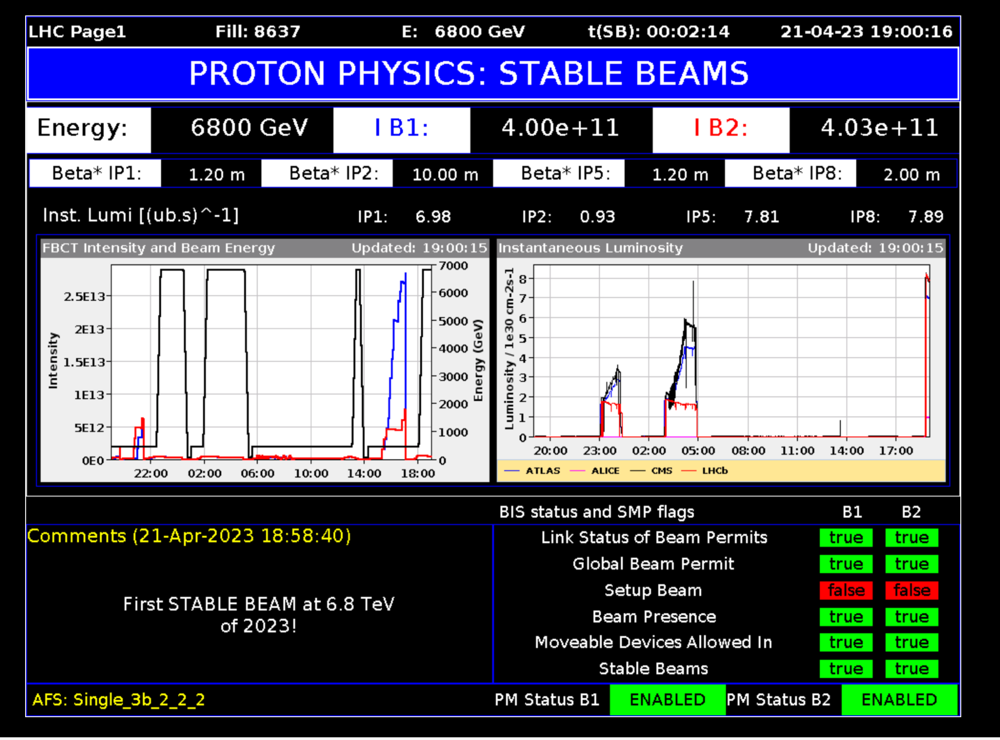 LHC Page1 Fill: 8637 E: 6800 GeV t(SB): 00:02:14 21-04-23 19:00:16
PROTON PHYSICS: STABLE BEAMS
Energy: 6800 GeV I B1: 4.00e+11 I B2: 4.03e+11
Beta* IP1: 1.20 m Beta* IP2: 10.00 m Beta* IP5: 1.20 m Beta* IP8: 2.00 m
Inst. Lumi [(ub.s)^-1] IP1: 6.98 IP2: 0.93 IP5: 7.81 IP8: 7.89
FBCT Intensity and Beam Energy Updated: 19:00:15
Intensity
2.5E13
2E13
1.5E13
1E13
5E12
0E0
7000
6000
5000
4000
3000
2000
1000
0
Energy (GeV)
22:00 02:00 06:00 10:00 14:00 18:00
Instantaneous Luminosity Updated: 19:00:15
Luminosity / 1e30 cm-2s-1
8
7
6
5
4
3
2
1
0
20:00 23:00 02:00 05:00 08:00 11:00 14:00 17:00
ATLAS ALICE CMS LHCb
Comments (21-Apr-2023 18:58:40)
First STABLE BEAM at 6.8 TeV
of 2023!
BIS status and SMP flags B1 B2
Link Status of Beam Permits true true
Global Beam Permit true true
Setup Beam false false
Beam Presence true true
Moveable Devices Allowed In true true
Stable Beams true true
AFS: Single_3b_2_2_2 PM Status B1 ENABLED PM Status B2 ENABLED